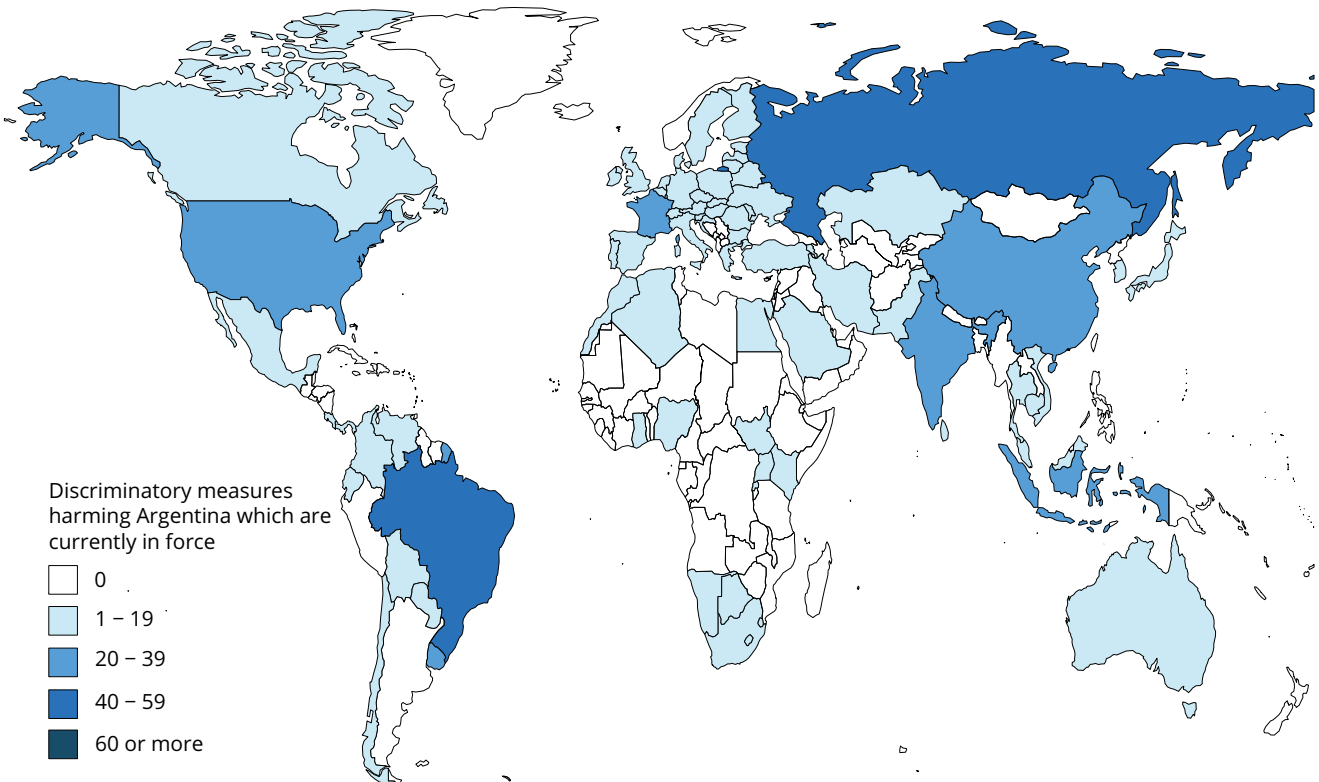 Discriminatory measures
harming Argentina which are
currently in force
0
1 – 19
20 – 39
40 – 59
60 or more